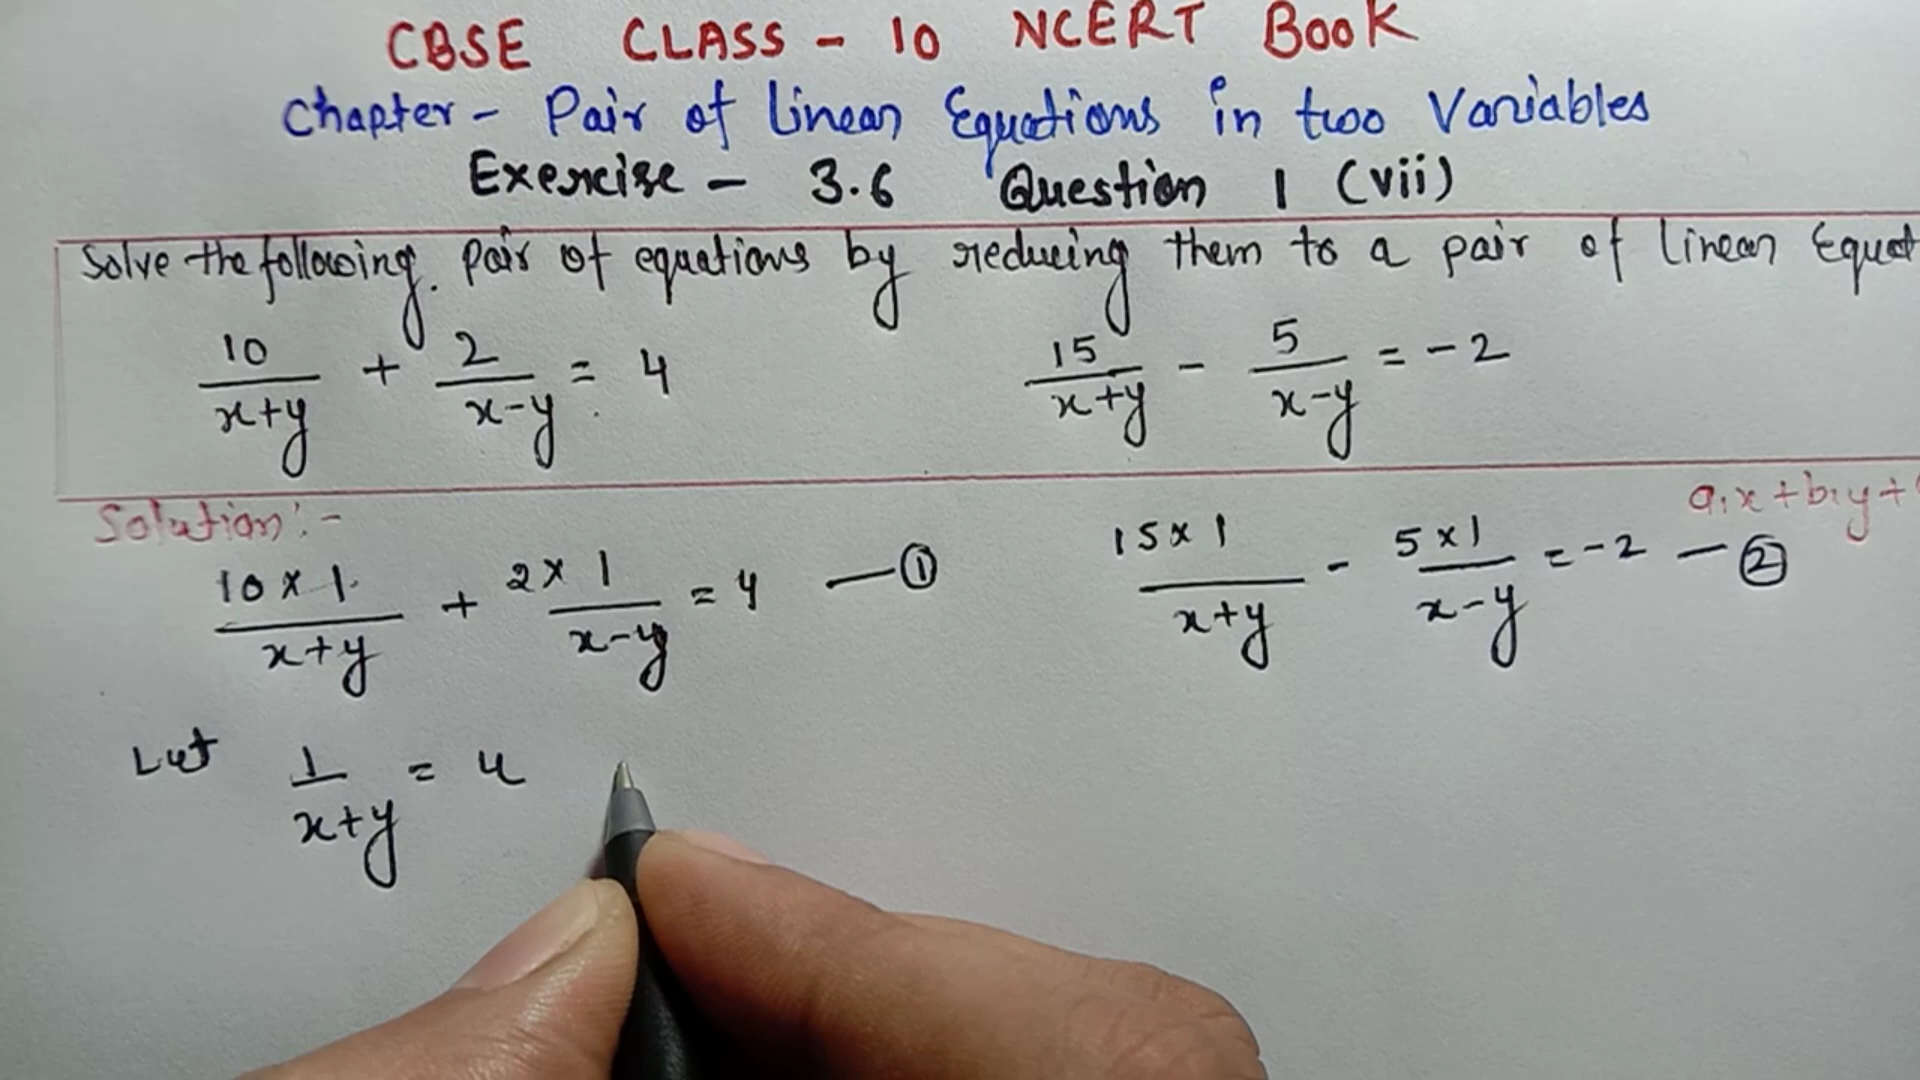 CBSE CLASS - 10 NCERT Book
Chapter - Pair of Linear Equations in two Variables
Exercise - 3.6 Question 1 (vii)
Solve the following. pair of equations by reducing them to a pair of linear Equat
10/(x+y) + 2/(x-y) = 4    15/(x+y) - 5/(x-y) = -2
Solution:- a₁x+b₁y+
(10 × 1)/(x+y) + (2 × 1)/(x-y) = 4 — ①    (15 × 1)/(x+y) - (5 × 1)/(x-y) = -2 — ②
Let 1/(x+y) = u